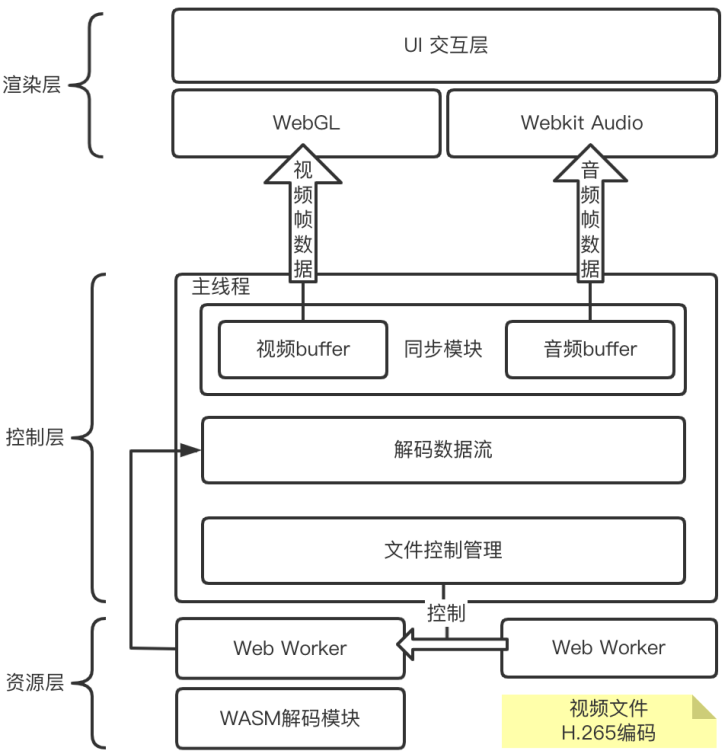 UI 交互层
渲染层
WebGL
Webkit Audio
视频帧数据
音频帧数据
主线程
视频buffer
同步模块
音频buffer
控制层
解码数据流
文件控制管理
控制
Web Worker
Web Worker
资源层
WASM解码模块
视频文件
H.265编码